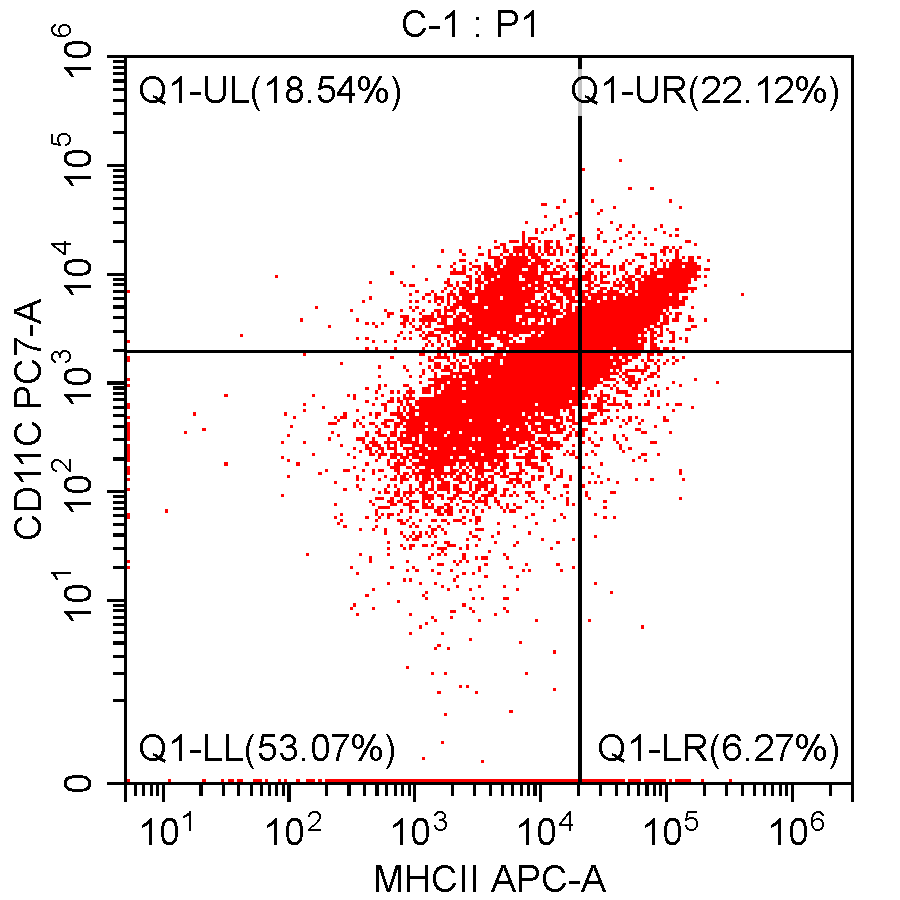 C-1 : P1
Q1-UL(18.54%)
Q1-UR(22.12%)
10^6
10^5
10^4
10^3
10^2
10^1
0
CD11C PC7-A
Q1-LL(53.07%)
Q1-LR(6.27%)
10^1 10^2 10^3 10^4 10^5 10^6
MHCII APC-A